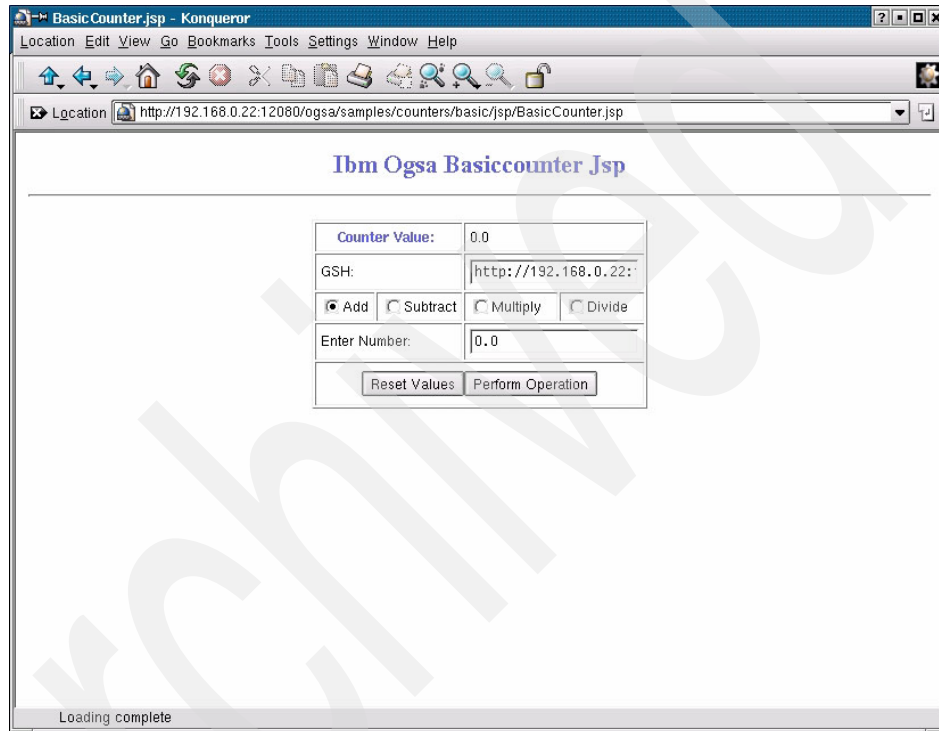 BasicCounter.jsp - Konqueror
Location Edit View Go Bookmarks Tools Settings Window Help
Location http://192.168.0.22:12080/ogsa/samples/counters/basic/jsp/BasicCounter.jsp
Ibm Ogsa Basiccounter Jsp
Counter Value: 0.0
GSH: http://192.168.0.22:
Add Subtract Multiply Divide
Enter Number: 0.0
Reset Values Perform Operation
Loading complete
rchived